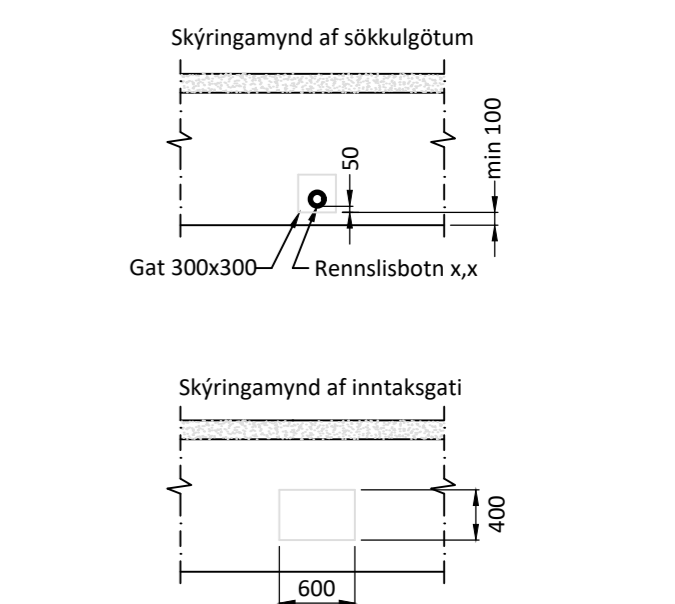 Skýringamynd af sökkulgötum
min 100
50
Gat 300x300
Rennslisbotn x,x
Skýringamynd af inntaksgati
400
600